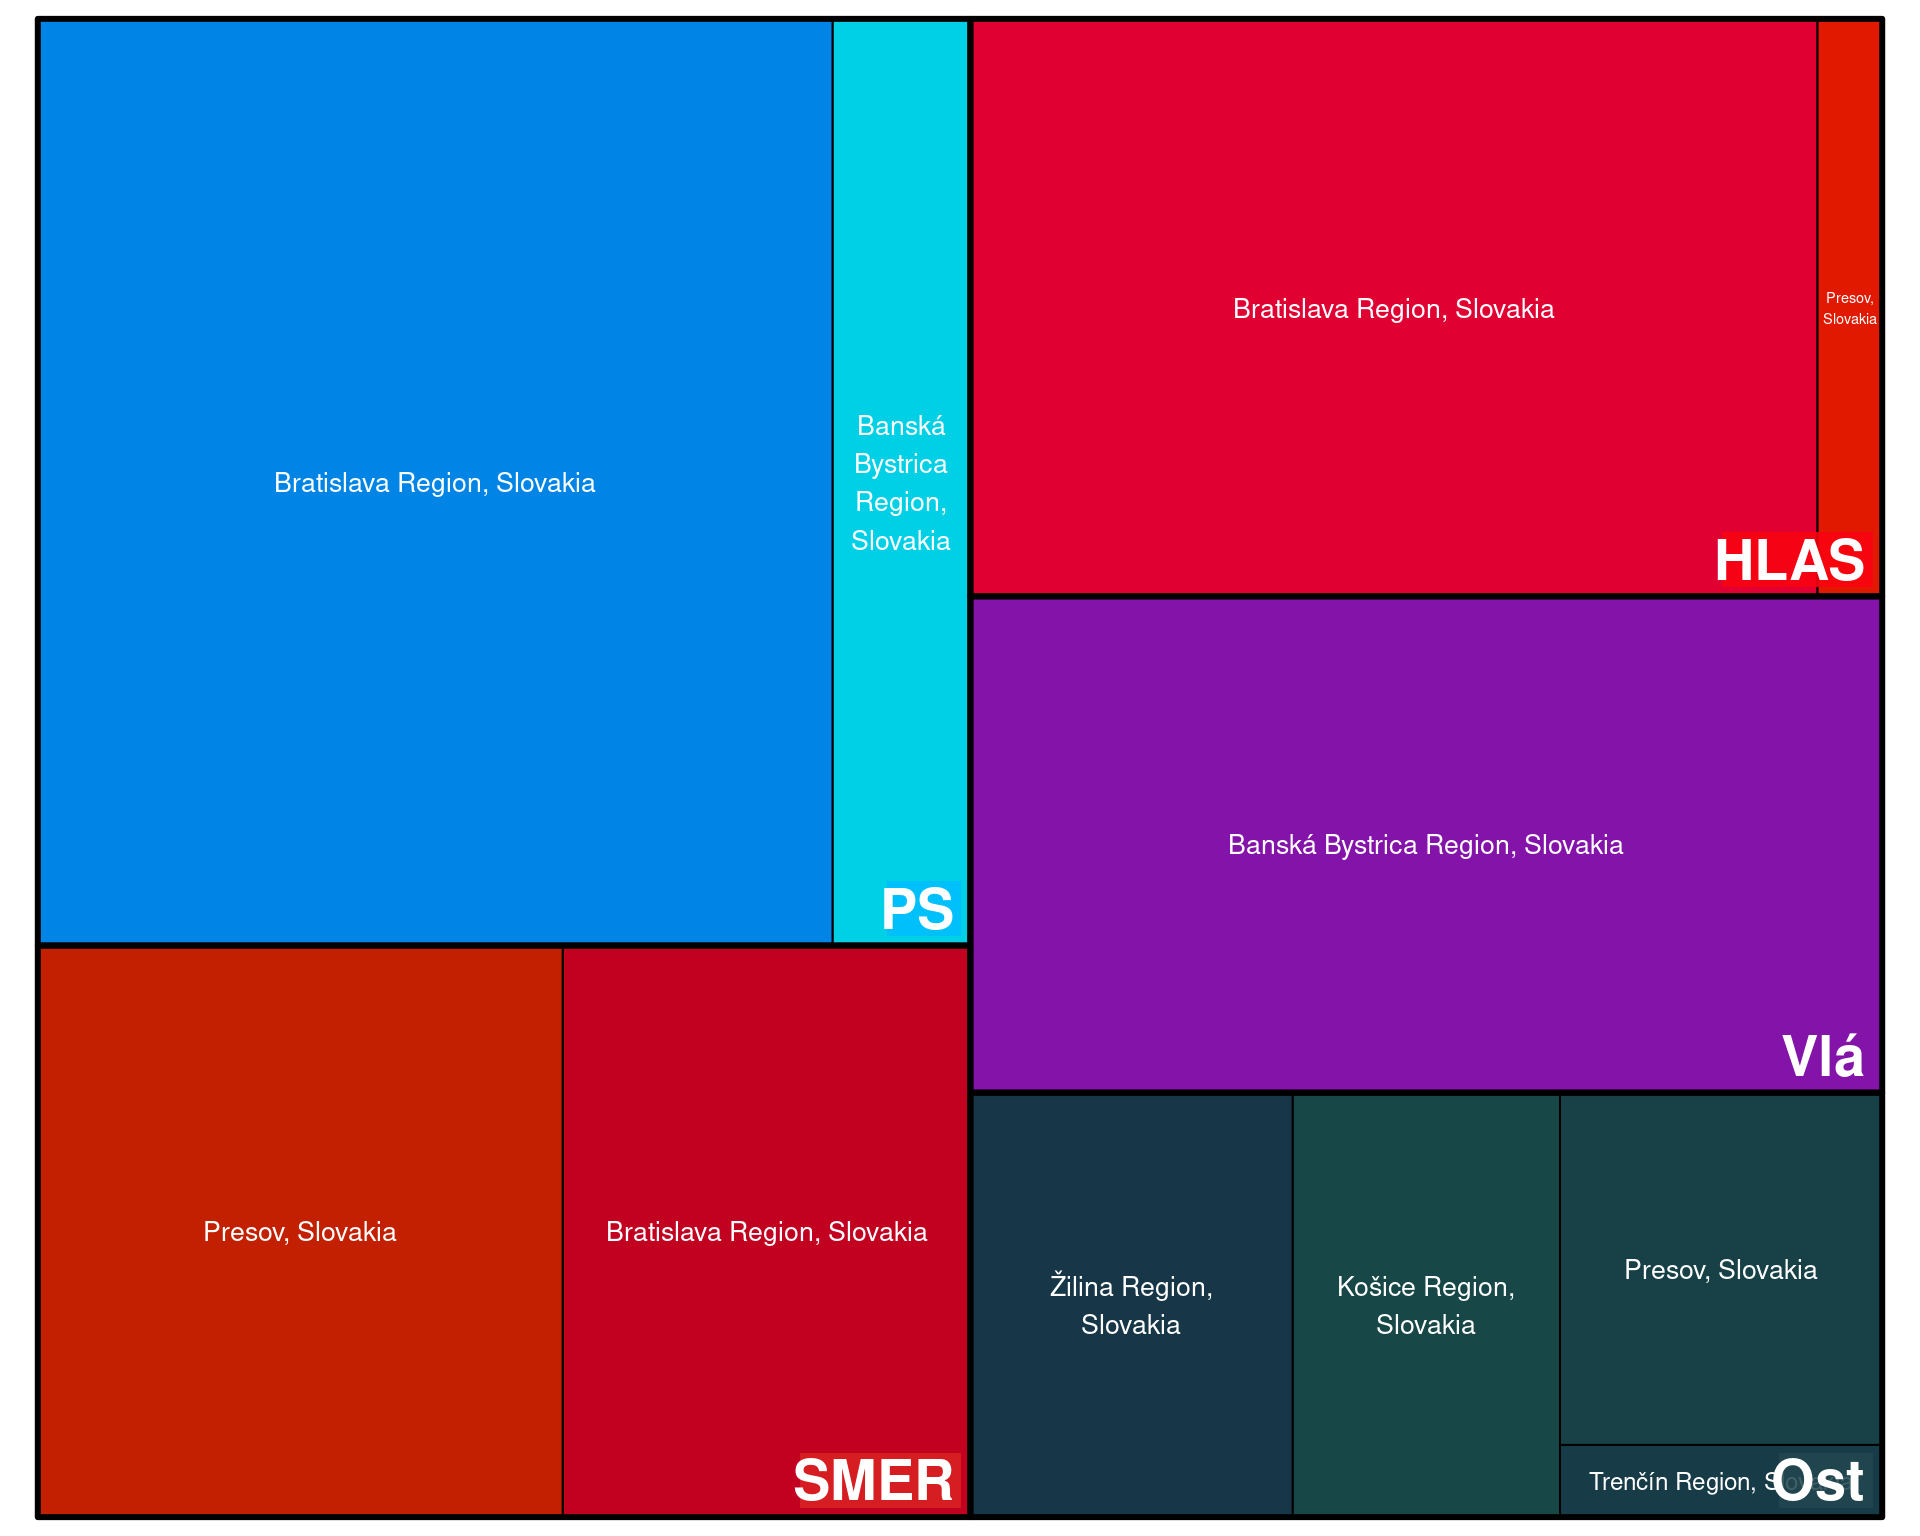 Bratislava Region, Slovakia
Banská
Bystrica
Region,
Slovakia
PS
Bratislava Region, Slovakia
Presov,
Slovakia
HLAS
Banská Bystrica Region, Slovakia
Vlá
Presov, Slovakia
Bratislava Region, Slovakia
SMER
Žilina Region,
Slovakia
Košice Region,
Slovakia
Presov, Slovakia
Trenčín Region,
Ost